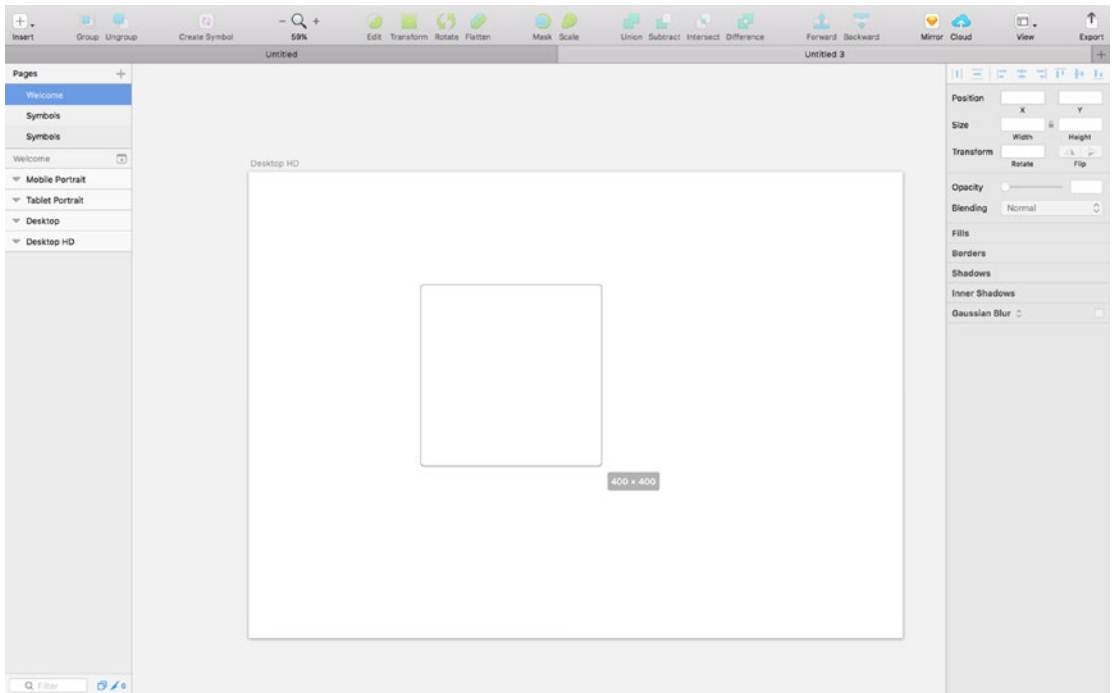 Insert Group Ungroup Create Symbol 59% Edit Transform Rotate Flatten Mask Scale Union Subtract Intersect Difference Forward Backward Mirror Cloud View Export
Untitled Untitled 3
Pages
Welcome
Symbols
Symbols
Welcome
Mobile Portrait
Tablet Portrait
Desktop
Desktop HD
Filter
Desktop HD
400 × 400
Position
X Y
Size
Width Height
Transform
Rotate Flip
Opacity
Blending Normal
Fills
Borders
Shadows
Inner Shadows
Gaussian Blur